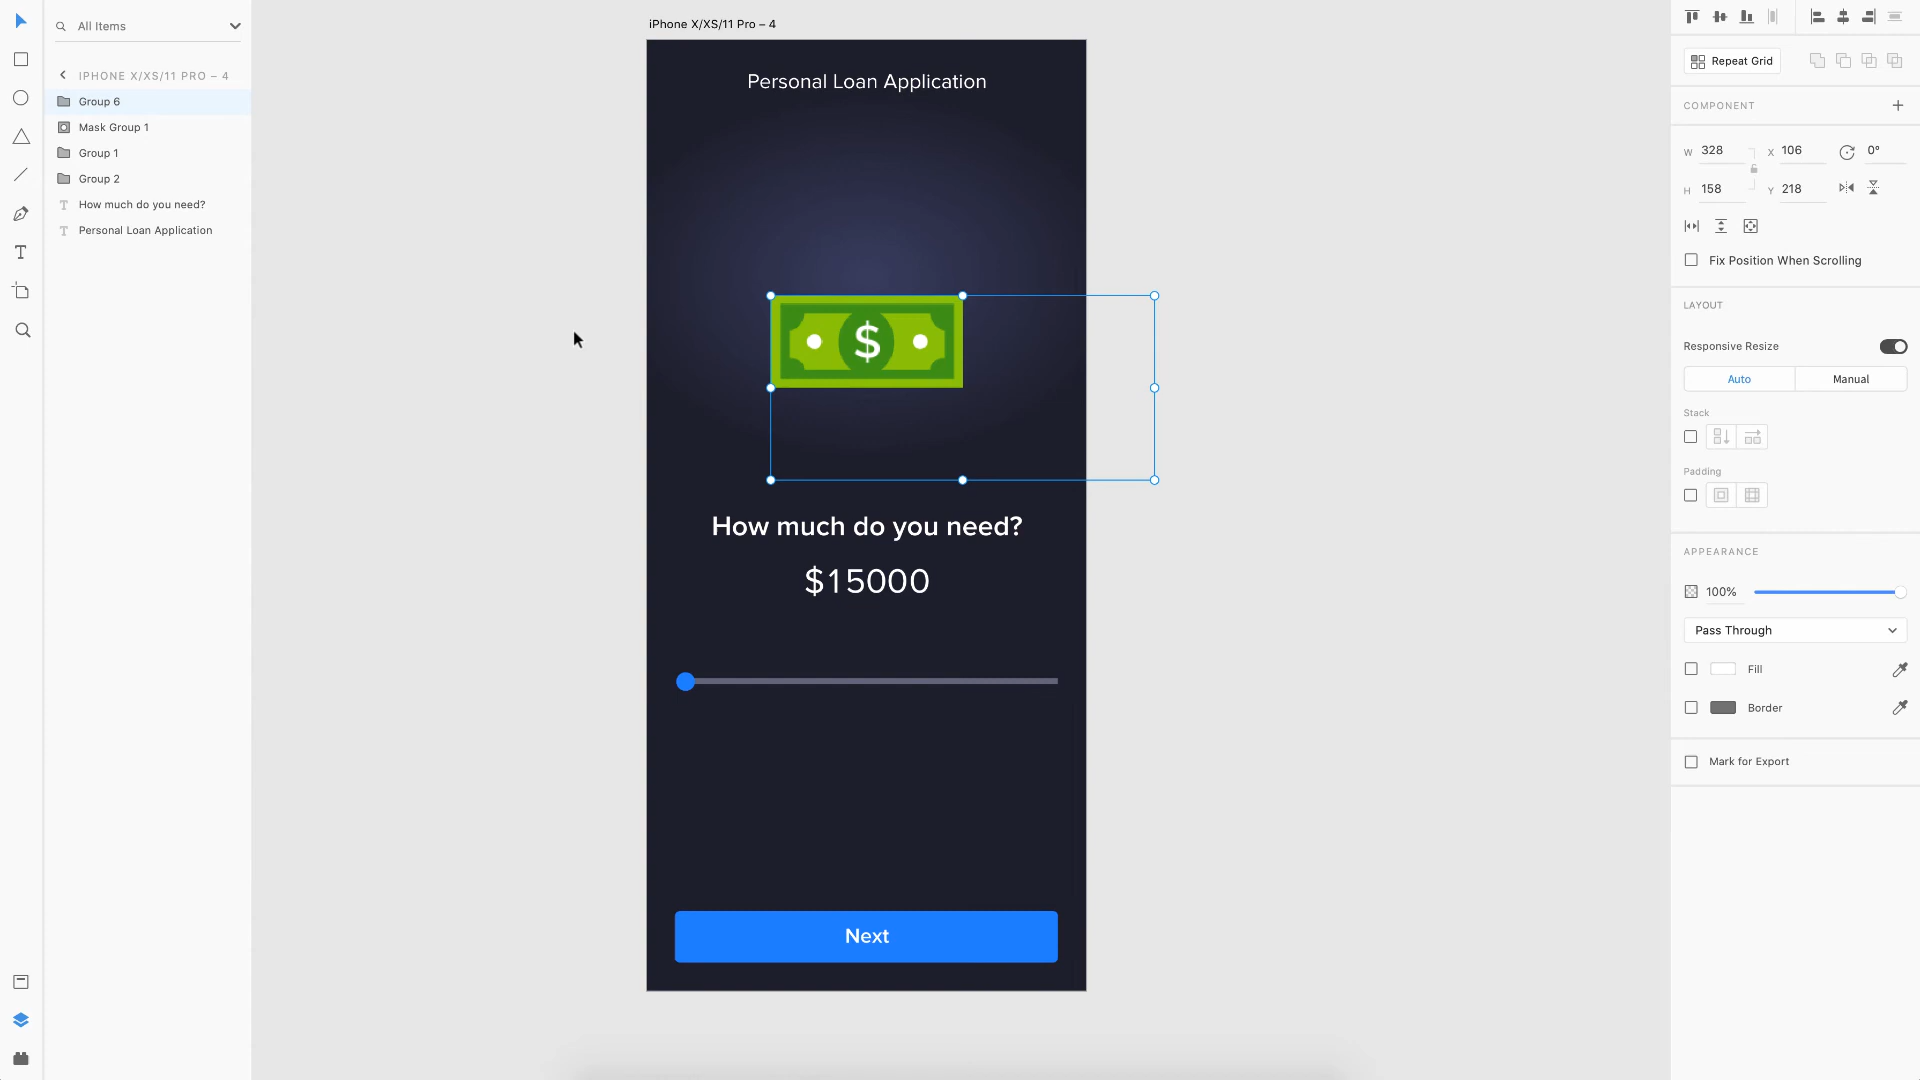 All Items
IPHONE X/XS/11 PRO – 4
Group 6
Mask Group 1
Group 1
Group 2
T How much do you need?
T Personal Loan Application
T
iPhone X/XS/11 Pro – 4
Personal Loan Application
$
How much do you need?
$15000
Next
Repeat Grid
COMPONENT
W 328 X 106 0°
H 158 Y 218
Fix Position When Scrolling
LAYOUT
Responsive Resize
Auto Manual
Stack
Padding
APPEARANCE
100%
Pass Through
Fill
Border
Mark for Export